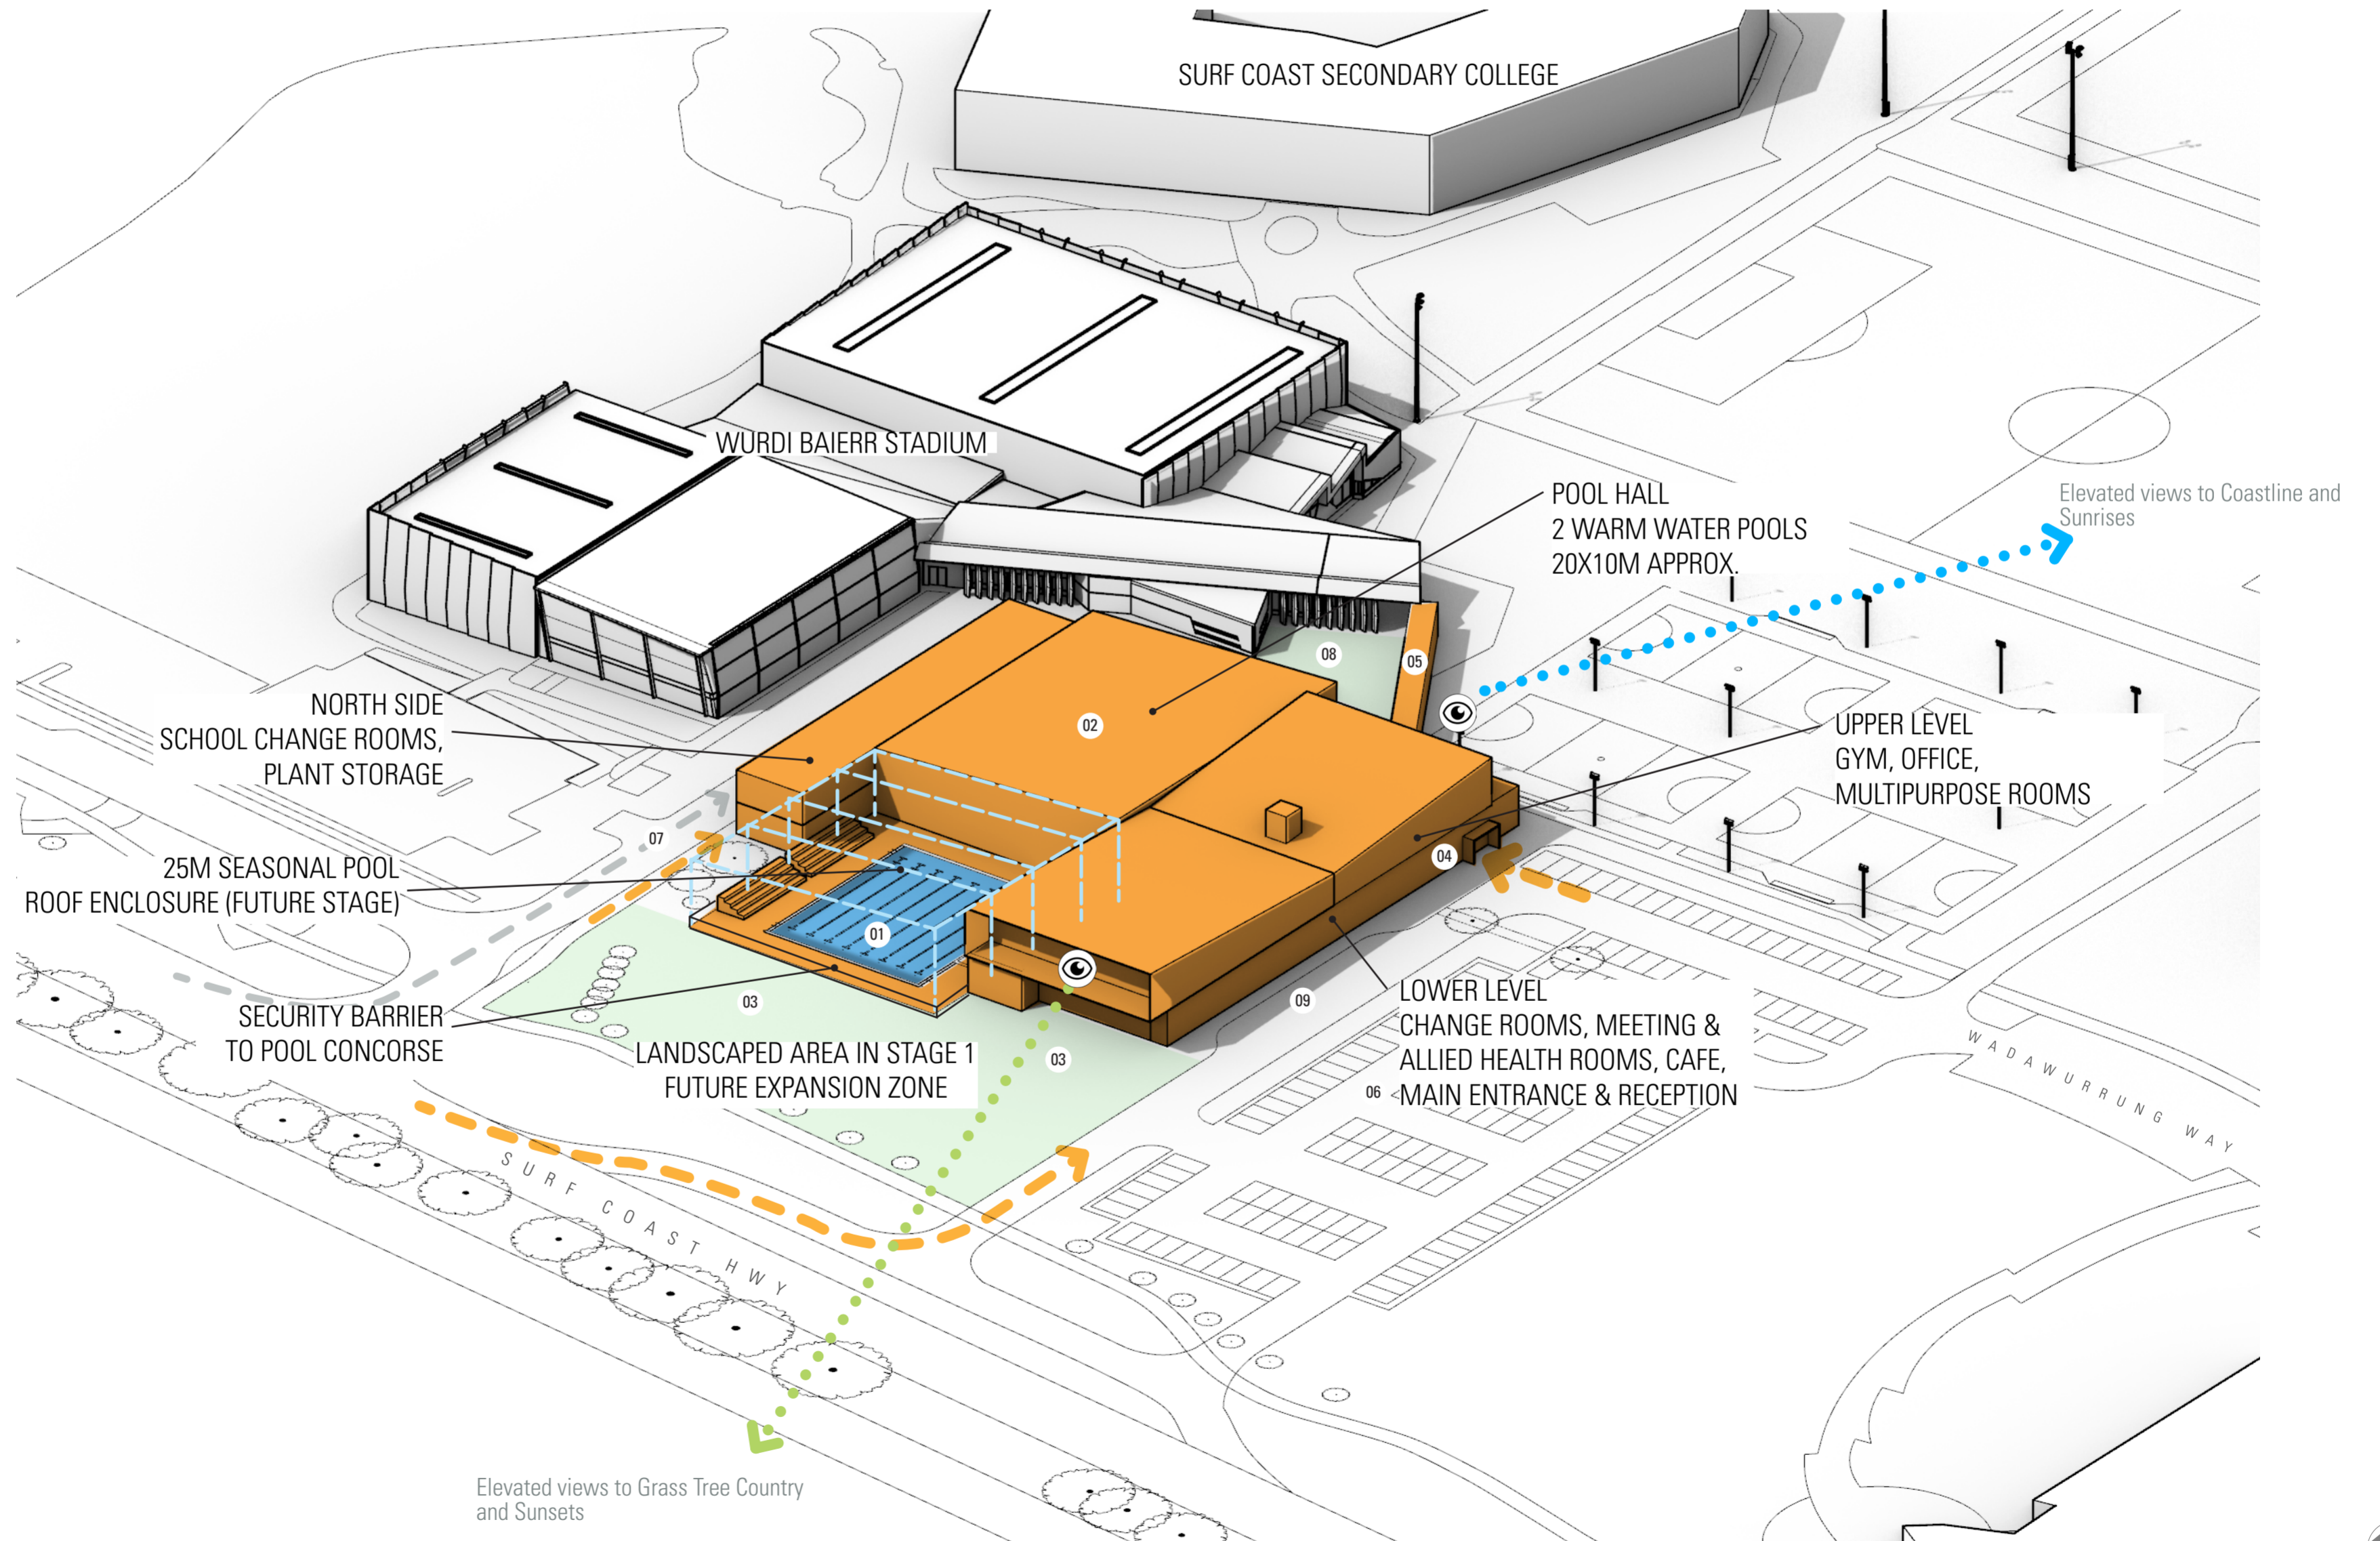 SURF COAST SECONDARY COLLEGE
WURDI BAIERR STADIUM
POOL HALL
2 WARM WATER POOLS
20X10M APPROX.
Elevated views to Coastline and
Sunrises
08
05
02
NORTH SIDE
SCHOOL CHANGE ROOMS,
PLANT STORAGE
UPPER LEVEL
GYM, OFFICE,
MULTIPURPOSE ROOMS
07
04
25M SEASONAL POOL
ROOF ENCLOSURE (FUTURE STAGE)
01
03
09
SECURITY BARRIER
TO POOL CONCORSE
LANDSCAPED AREA IN STAGE 1
FUTURE EXPANSION ZONE
03
LOWER LEVEL
CHANGE ROOMS, MEETING &
ALLIED HEALTH ROOMS, CAFE,
MAIN ENTRANCE & RECEPTION
06
WADAWURRUNG WAY
SURF COAST HWY
Elevated views to Grass Tree Country
and Sunsets